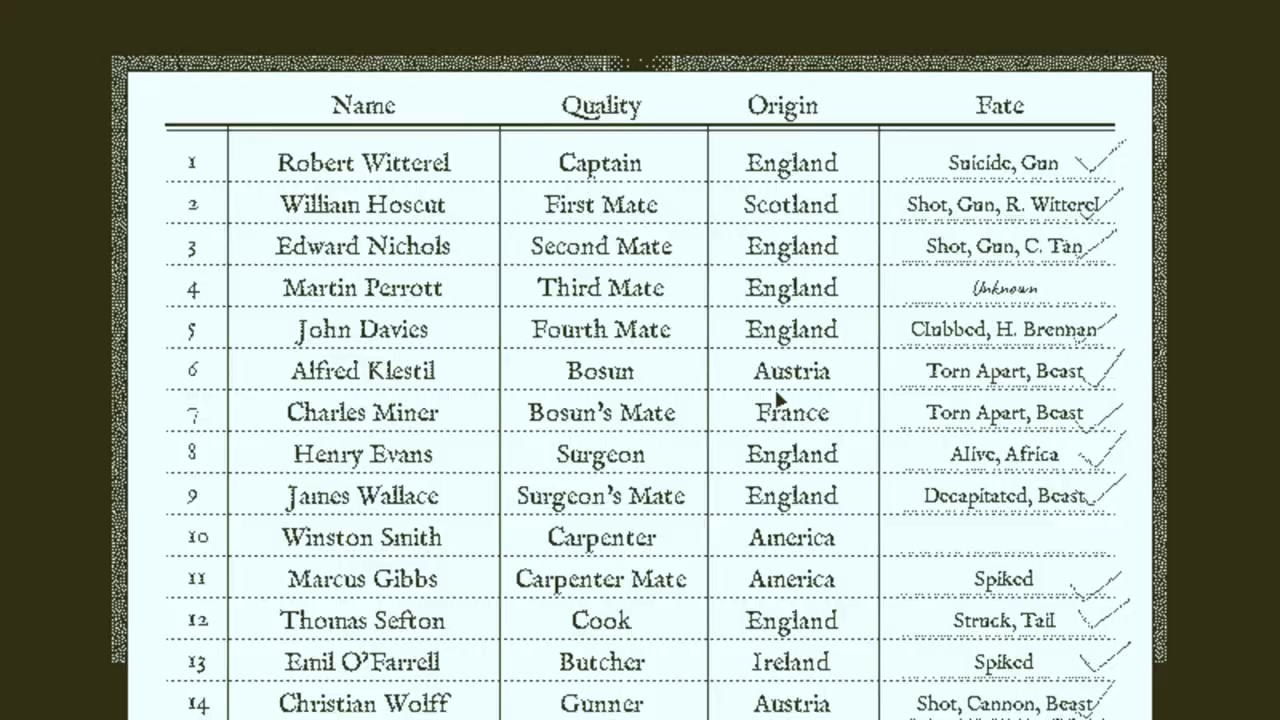 Name Quality Origin Fate
1 Robert Witterel Captain England Suicide, Gun
2 William Hoscut First Mate Scotland Shot, Gun, R. Witterel
3 Edward Nichols Second Mate England Shot, Gun, C. Tan
4 Martin Perrott Third Mate England Unknown
5 John Davies Fourth Mate England Clubbed, H. Brennan
6 Alfred Klestil Bosun Austria Torn Apart, Beast
7 Charles Miner Bosun's Mate France Torn Apart, Beast
8 Henry Evans Surgeon England Alive, Africa
9 James Wallace Surgeon's Mate England Decapitated, Beast
10 Winston Smith Carpenter America
11 Marcus Gibbs Carpenter Mate America Spiked
12 Thomas Sefton Cook England Struck, Tail
13 Emil O'Farrell Butcher Ireland Spiked
14 Christian Wolff Gunner Austria Shot, Cannon, Beast